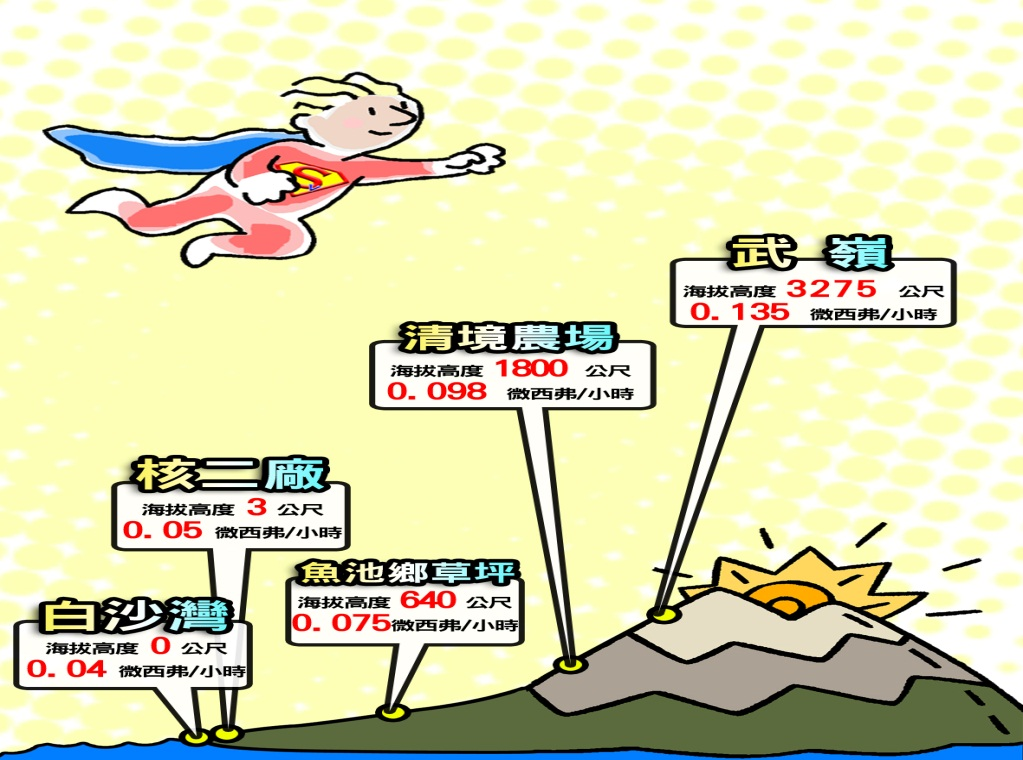 武嶺
海拔高度 3275 公尺
0.135 微西弗/小時
清境農場
海拔高度 1800 公尺
0.098 微西弗/小時
核二廠
海拔高度 3 公尺
0.05 微西弗/小時
魚池鄉草坪
海拔高度 640 公尺
0.075微西弗/小時
白沙灣
海拔高度 0 公尺
0.04 微西弗/小時
S